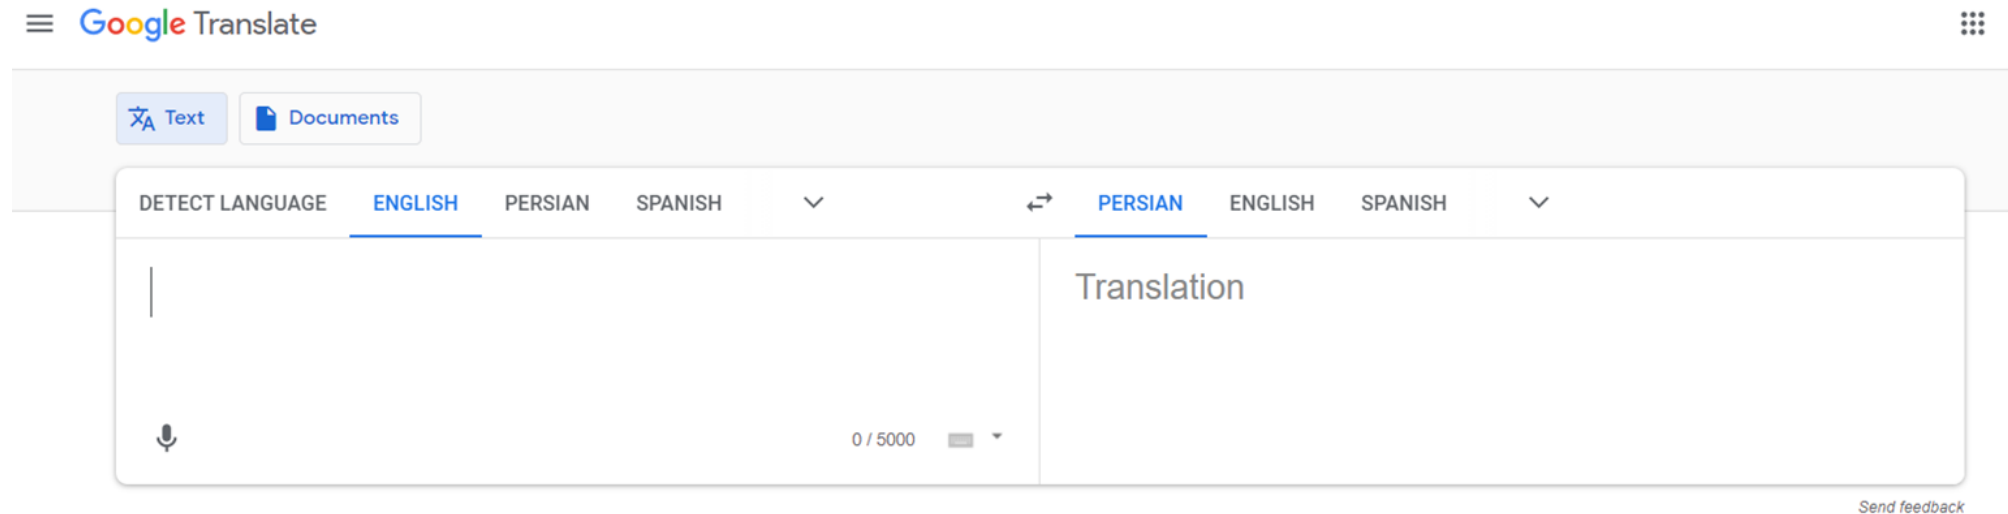 Google Translate
Text Documents
DETECT LANGUAGE ENGLISH PERSIAN SPANISH PERSIAN ENGLISH SPANISH
Translation
0 / 5000
Send feedback